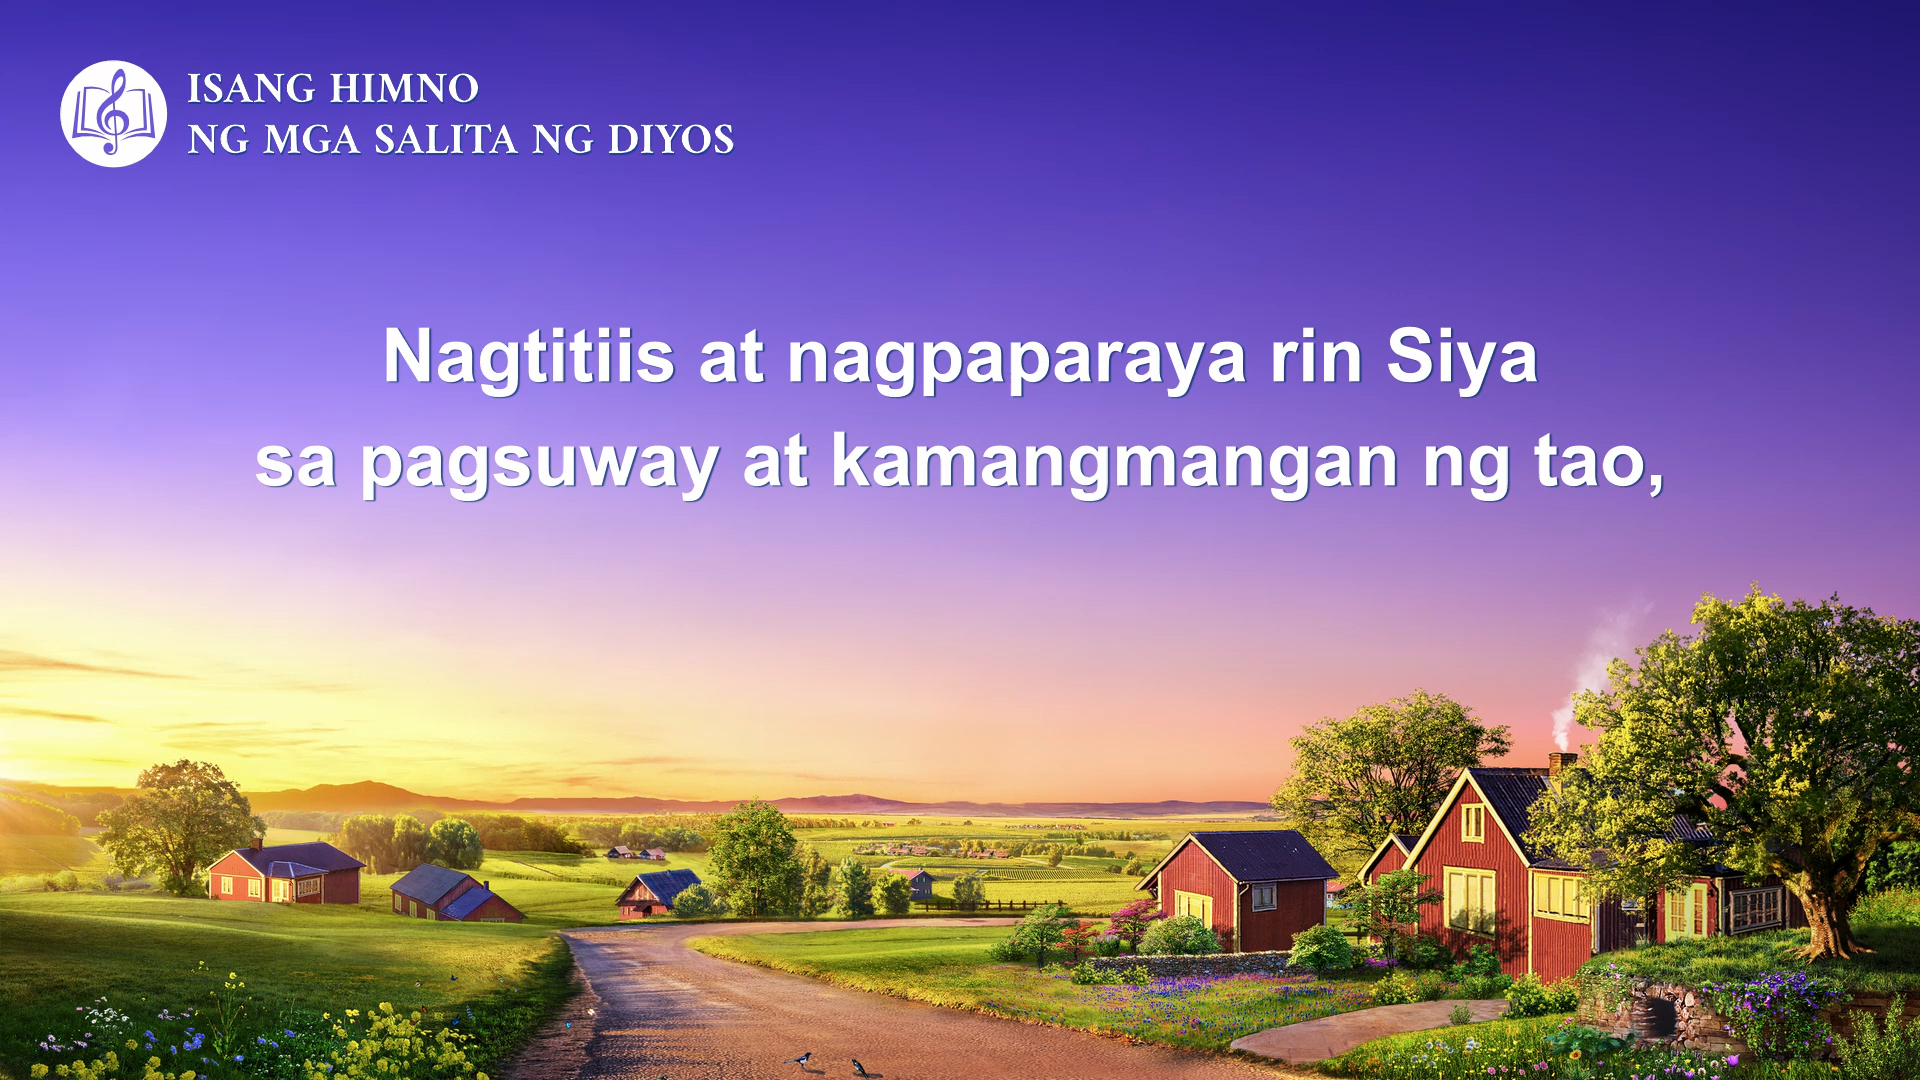 ISANG HIMNO
NG MGA SALITA NG DIYOS
Nagtitiis at nagpaparaya rin Siya
sa pagsuway at kamangmangan ng tao,